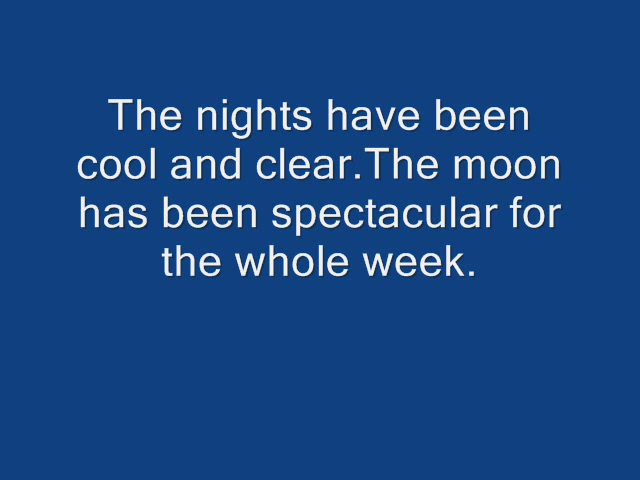 The nights have been
cool and clear.The moon
has been spectacular for
the whole week.